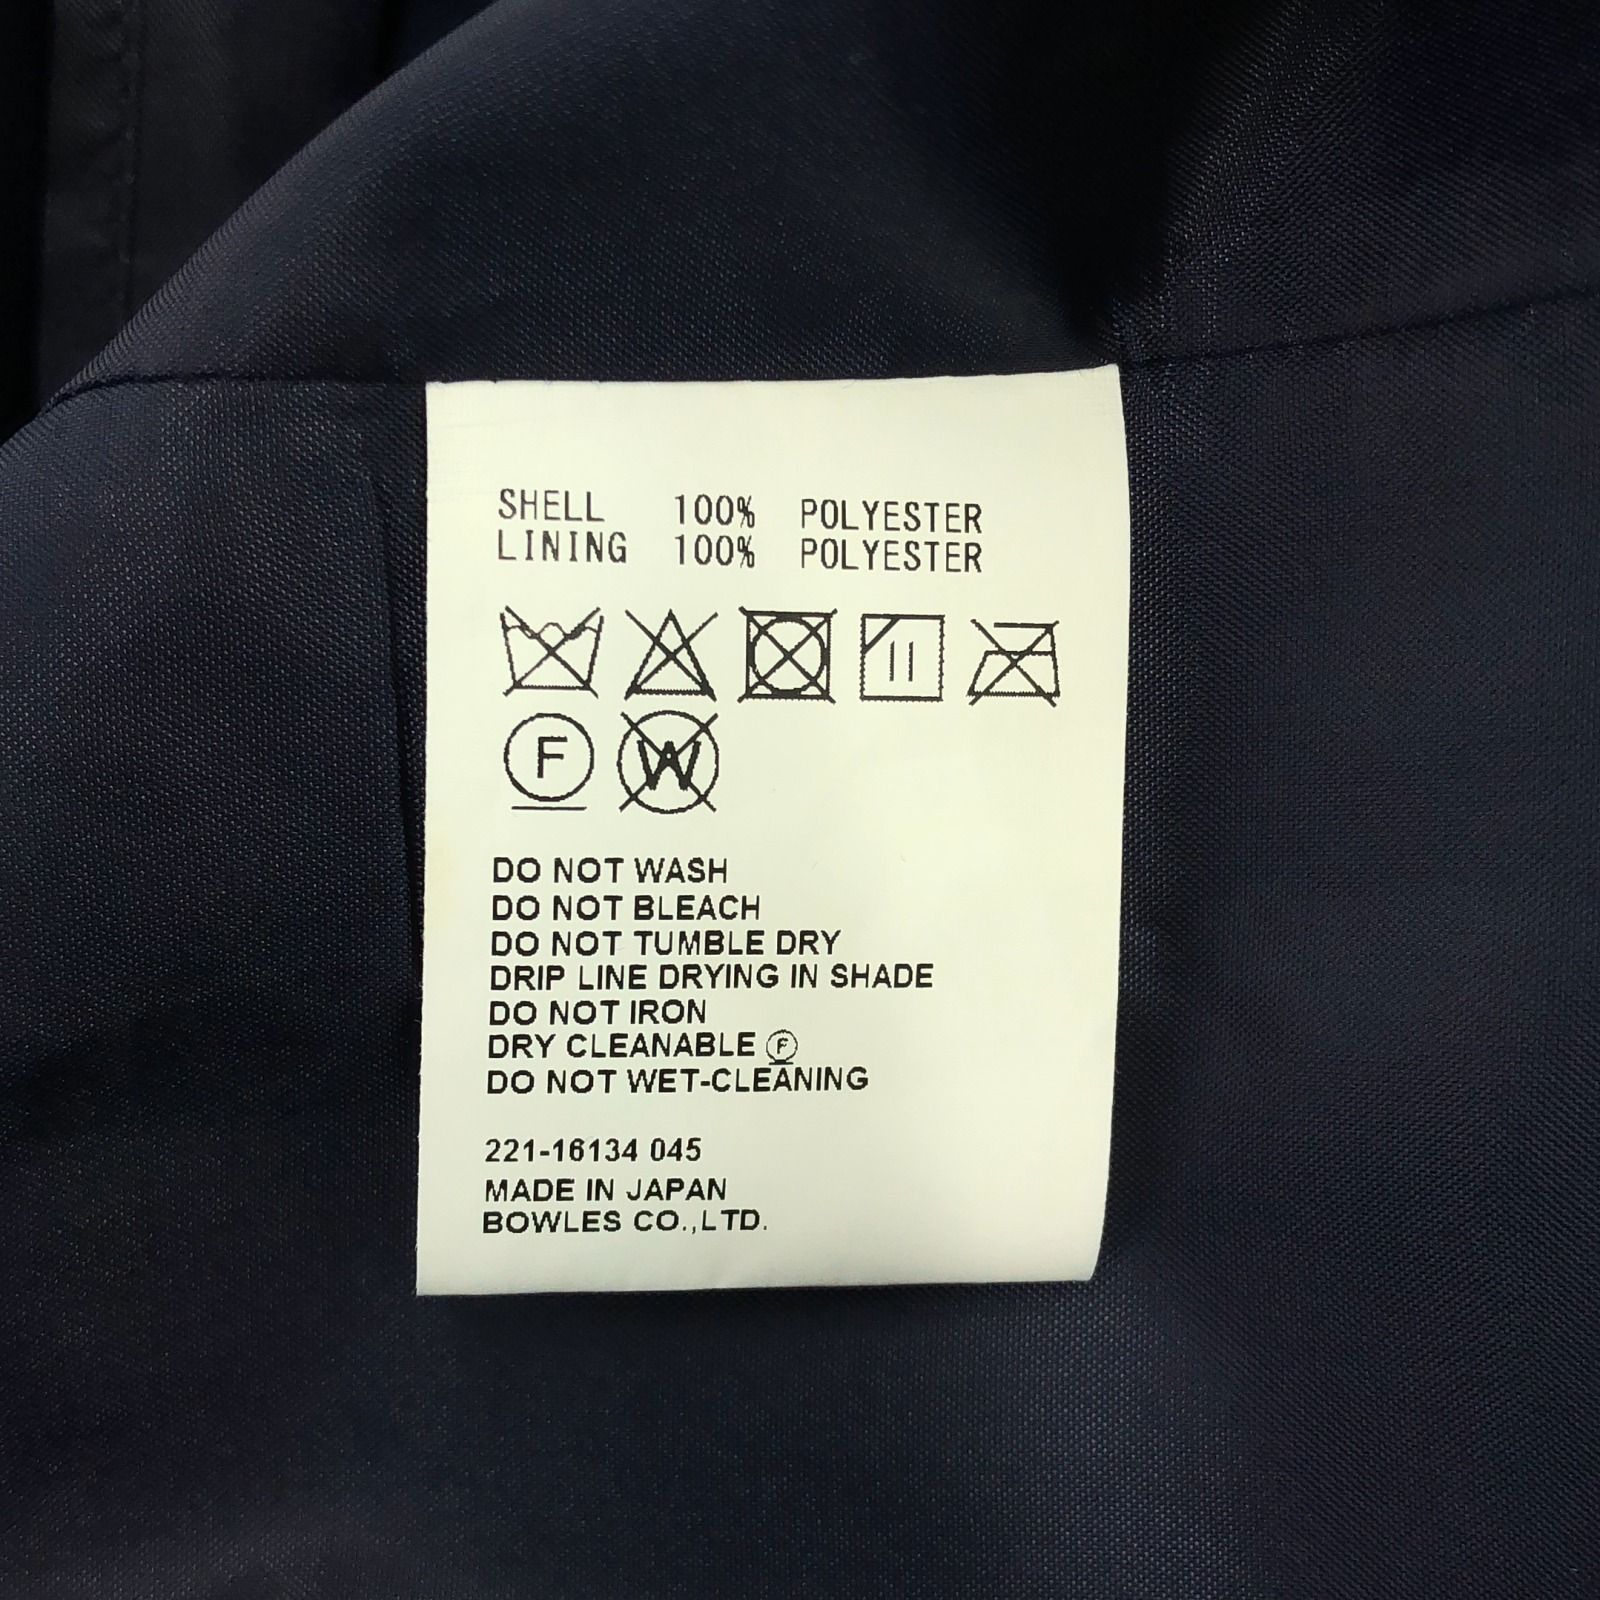 SHELL 100% POLYESTER
LINING 100% POLYESTER
F W
DO NOT WASH
DO NOT BLEACH
DO NOT TUMBLE DRY
DRIP LINE DRYING IN SHADE
DO NOT IRON
DRY CLEANABLE Ⓕ
DO NOT WET-CLEANING
221-16134 045
MADE IN JAPAN
BOWLES CO.,LTD.